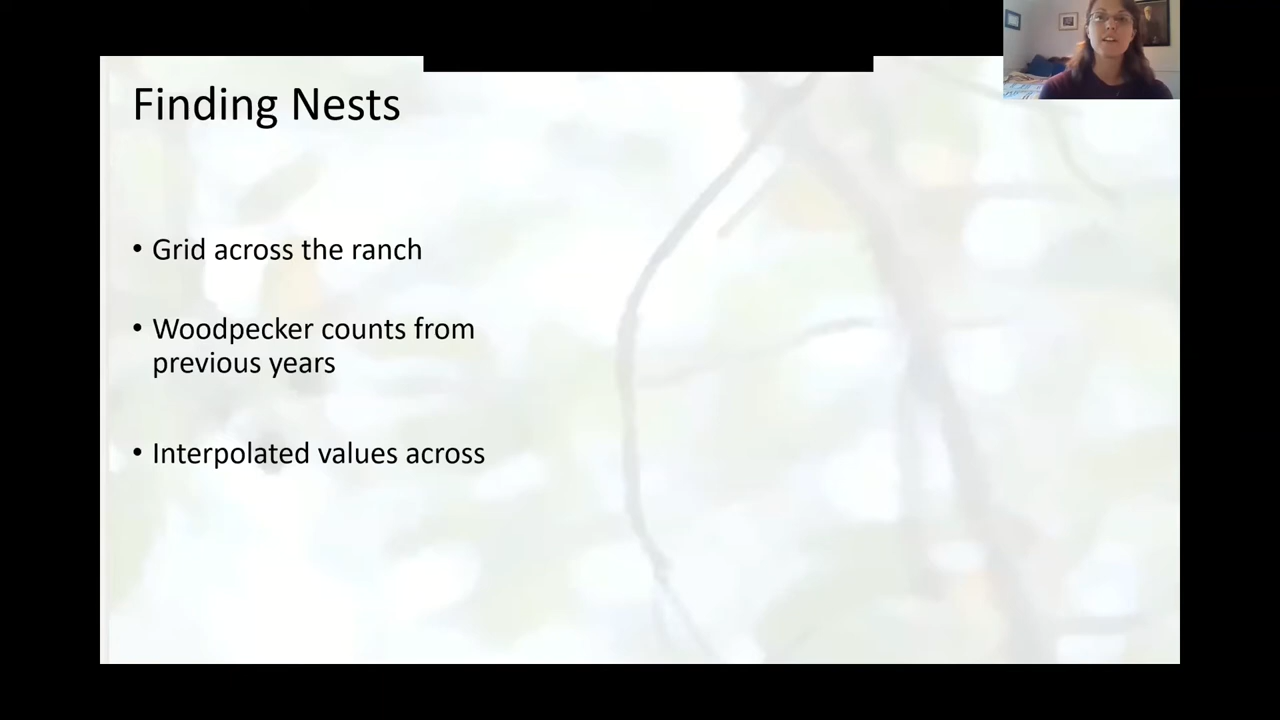 Finding Nests
• Grid across the ranch
• Woodpecker counts from
previous years
• Interpolated values across